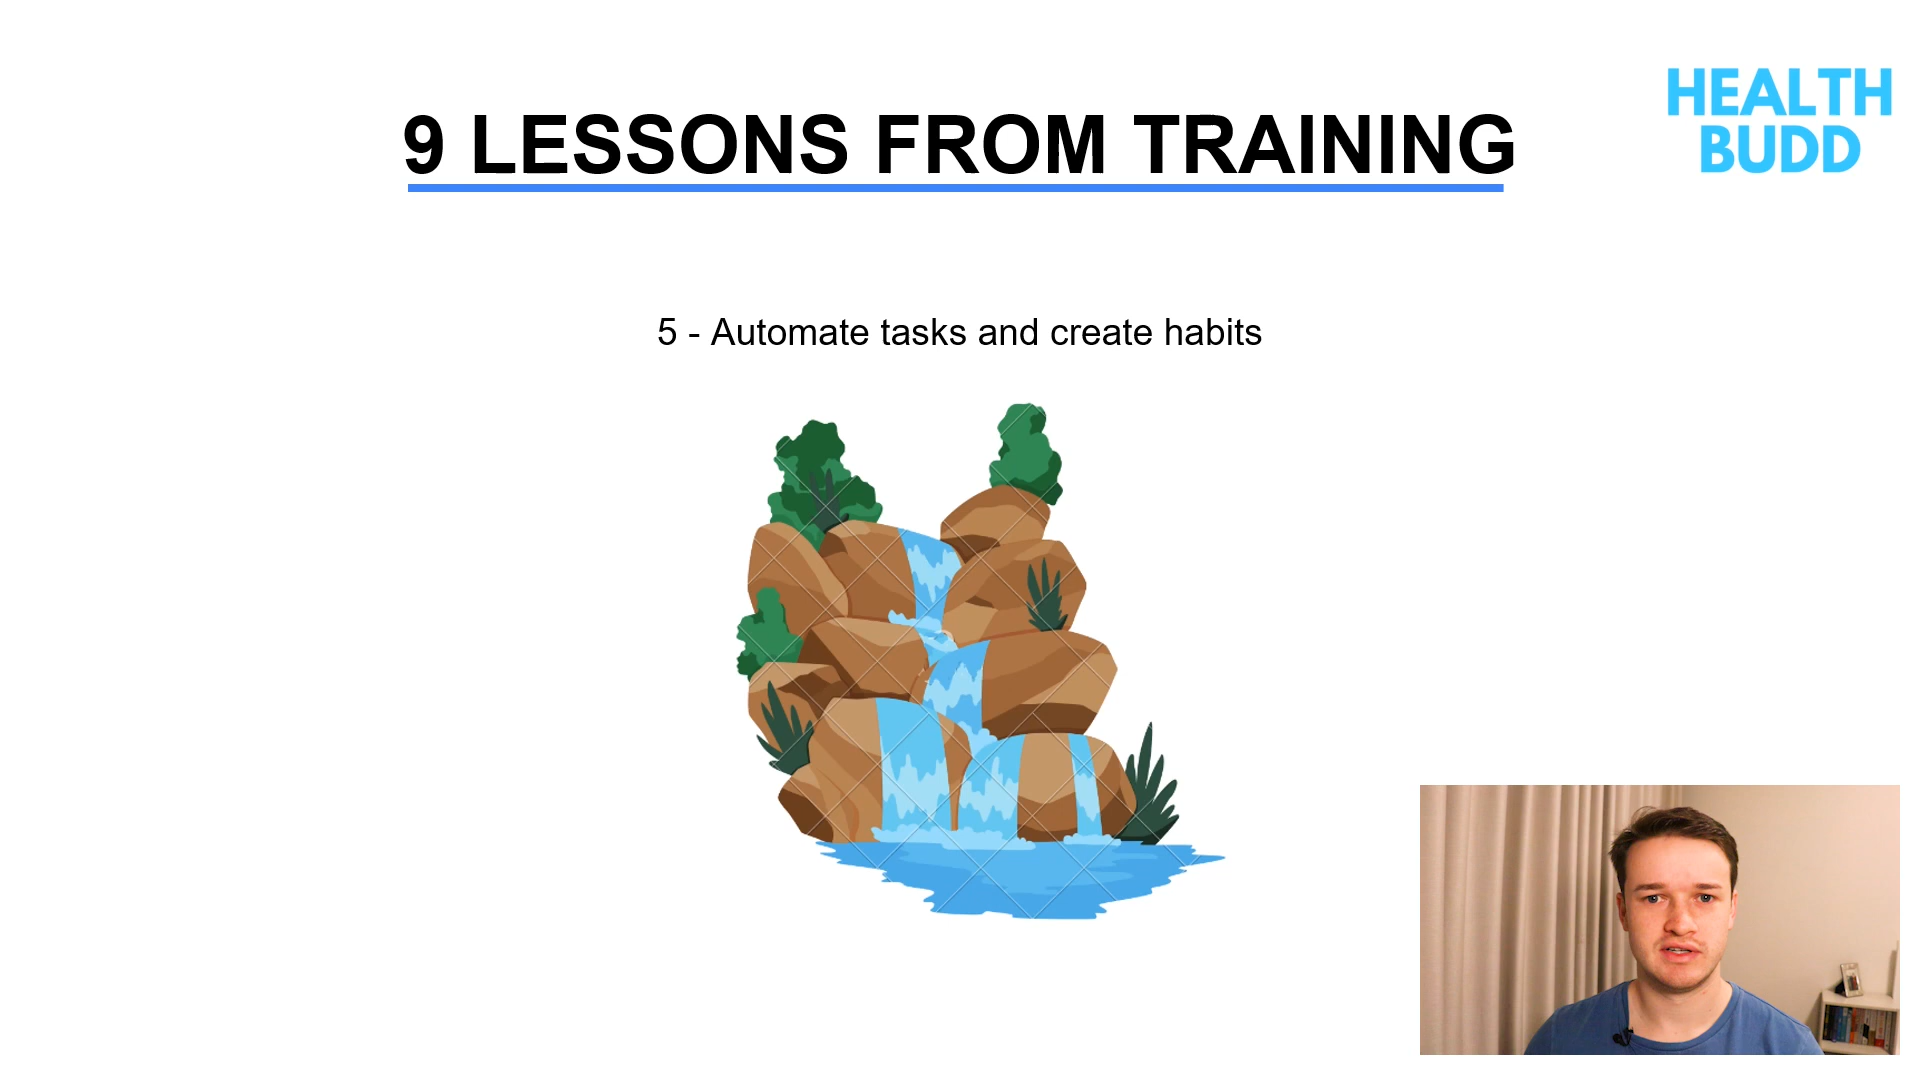 9 LESSONS FROM TRAINING
HEALTH
BUDD
5 - Automate tasks and create habits